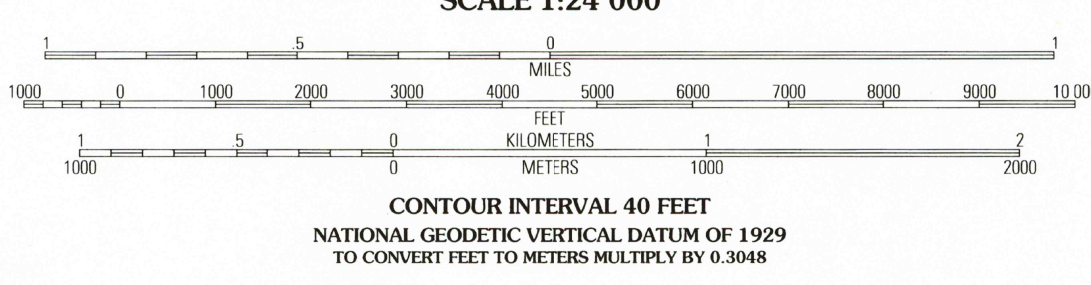 SCALE 1:24 000
1 .5 0 1
MILES
1000 0 1000 2000 3000 4000 5000 6000 7000 8000 9000 10 00
FEET
1 .5 0 KILOMETERS 1 2
1000 0 METERS 1000 2000
CONTOUR INTERVAL 40 FEET
NATIONAL GEODETIC VERTICAL DATUM OF 1929
TO CONVERT FEET TO METERS MULTIPLY BY 0.3048